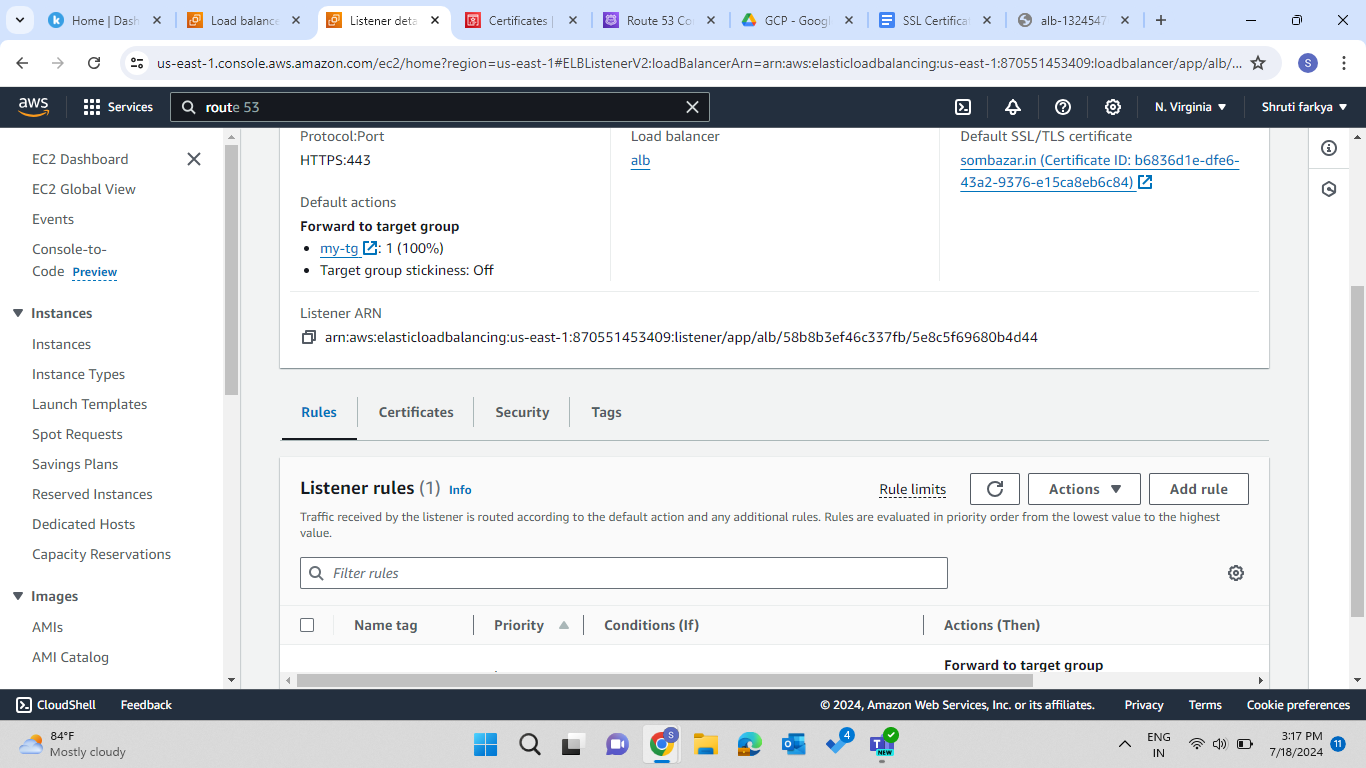 Home | Dash
Load balance
Listener deta
Certificates |
Route 53 Co
GCP - Googl
SSL Certifica
alb-1324547
us-east-1.console.aws.amazon.com/ec2/home?region=us-east-1#ELBListenerV2:loadBalancerArn=arn:aws:elasticloadbalancing:us-east-1:870551453409:loadbalancer/app/alb/...
S
aws
Services
route 53
N. Virginia
Shruti farkya
EC2 Dashboard
EC2 Global View
Events
Console-to-
Code Preview
Instances
Instances
Instance Types
Launch Templates
Spot Requests
Savings Plans
Reserved Instances
Dedicated Hosts
Capacity Reservations
Images
AMIs
AMI Catalog
Protocol:Port
HTTPS:443
Load balancer
alb
Default SSL/TLS certificate
sombazar.in (Certificate ID: b6836d1e-dfe6-
43a2-9376-e15ca8eb6c84)
Default actions
Forward to target group
• my-tg : 1 (100%)
• Target group stickiness: Off
Listener ARN
arn:aws:elasticloadbalancing:us-east-1:870551453409:listener/app/alb/58b8b3ef46c337fb/5e8c5f69680b4d44
Rules
Certificates
Security
Tags
Listener rules (1) Info
Rule limits
Actions
Add rule
Traffic received by the listener is routed according to the default action and any additional rules. Rules are evaluated in priority order from the lowest value to the highest
value.
Filter rules
Name tag
Priority
Conditions (If)
Actions (Then)
Forward to target group
CloudShell
Feedback
© 2024, Amazon Web Services, Inc. or its affiliates.
Privacy
Terms
Cookie preferences
84°F
Mostly cloudy
S
4
NEW
ENG
IN
3:17 PM
7/18/2024
11